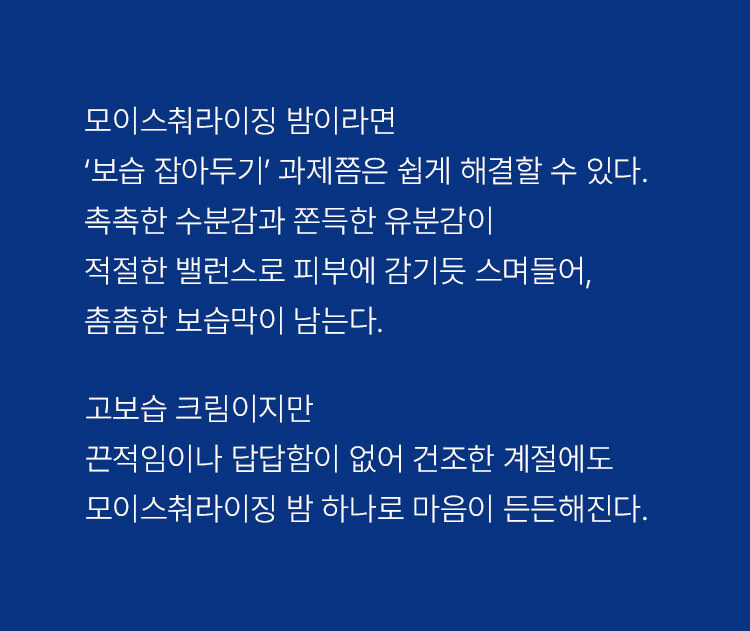 모이스춰라이징 밤이라면
‘보습 잡아두기’ 과제쯤은 쉽게 해결할 수 있다.
촉촉한 수분감과 쫀득한 유분감이
적절한 밸런스로 피부에 감기듯 스며들어,
촘촘한 보습막이 남는다.
고보습 크림이지만
끈적임이나 답답함이 없어 건조한 계절에도
모이스춰라이징 밤 하나로 마음이 든든해진다.